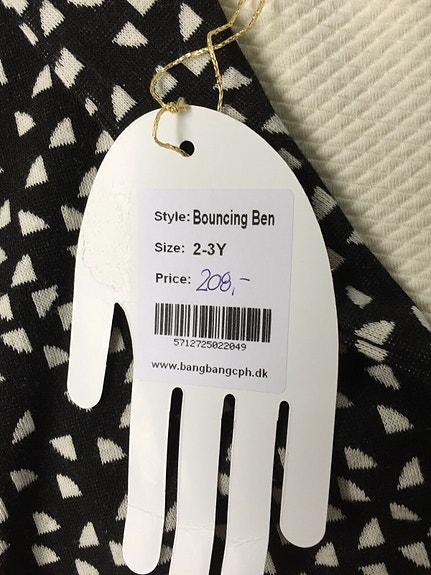 Style: Bouncing Ben
Size: 2-3Y
Price: 208,-
5712725022049
www.bangbangcph.dk